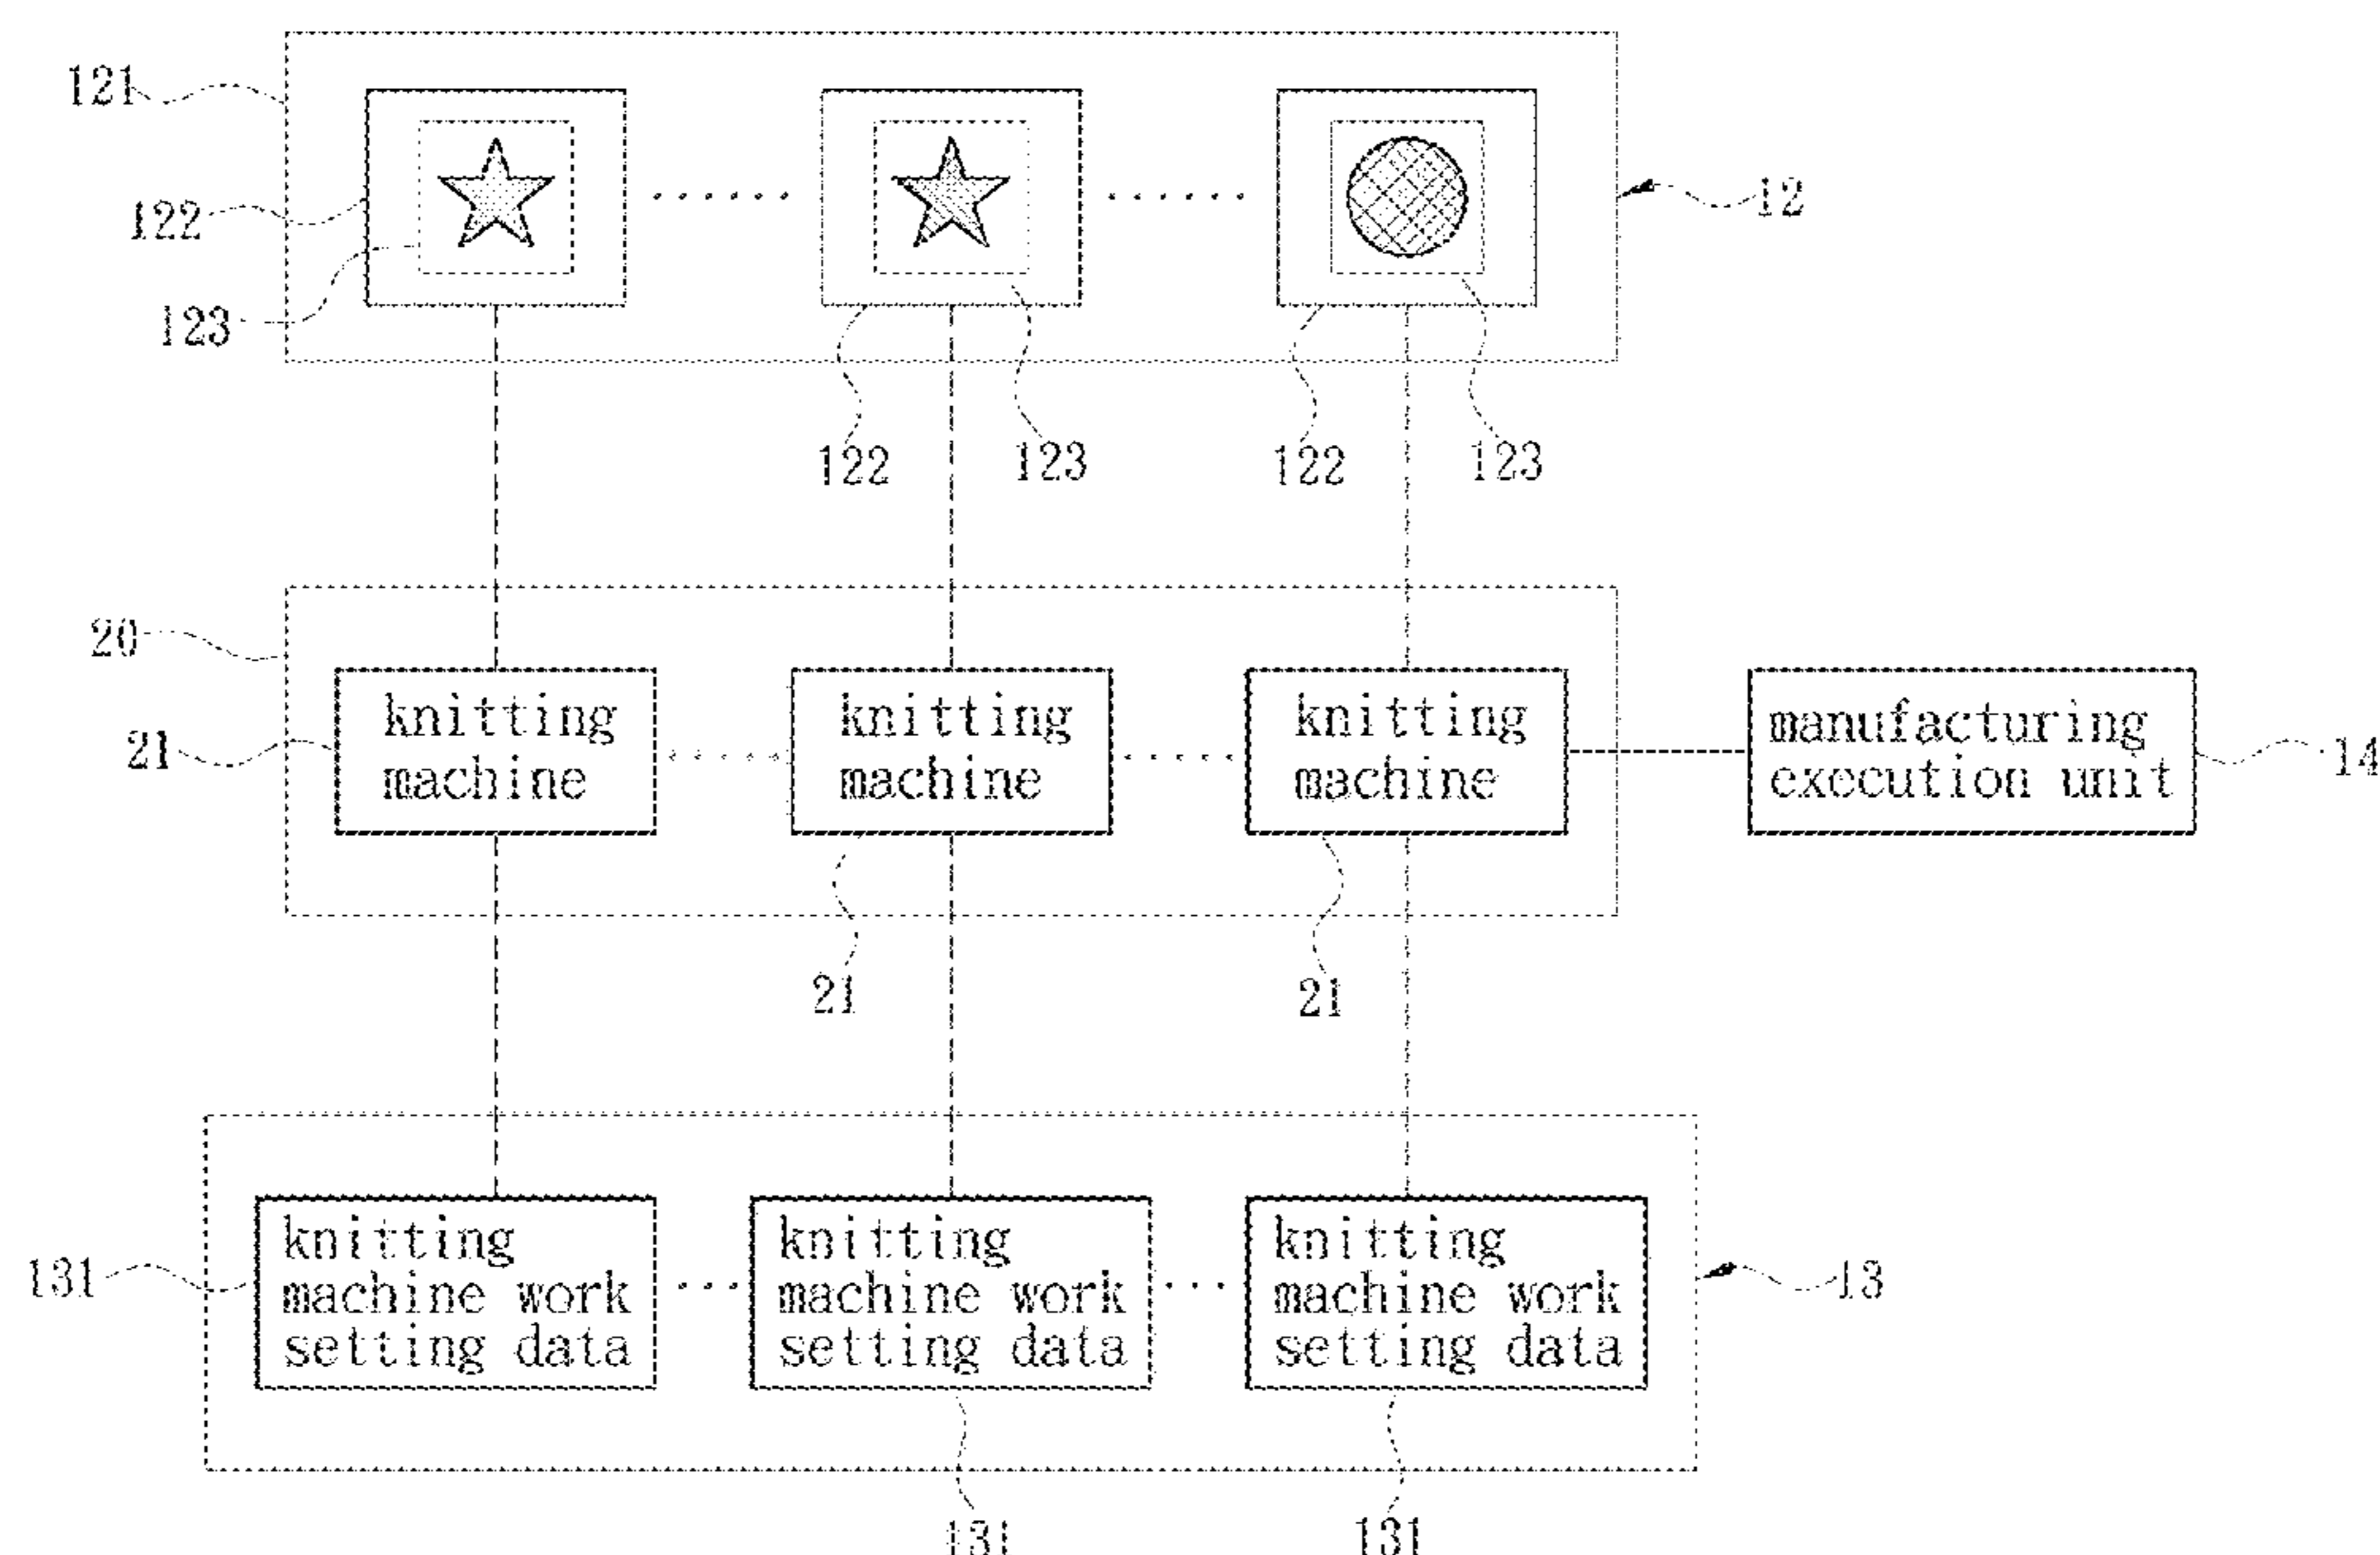 121
122
123
12
122
123
122
123
20
21
knitting
machine
knitting
machine
knitting
machine
manufacturing
execution unit
14
21
21
131
knitting
machine work
setting data
knitting
machine work
setting data
knitting
machine work
setting data
13
131
131